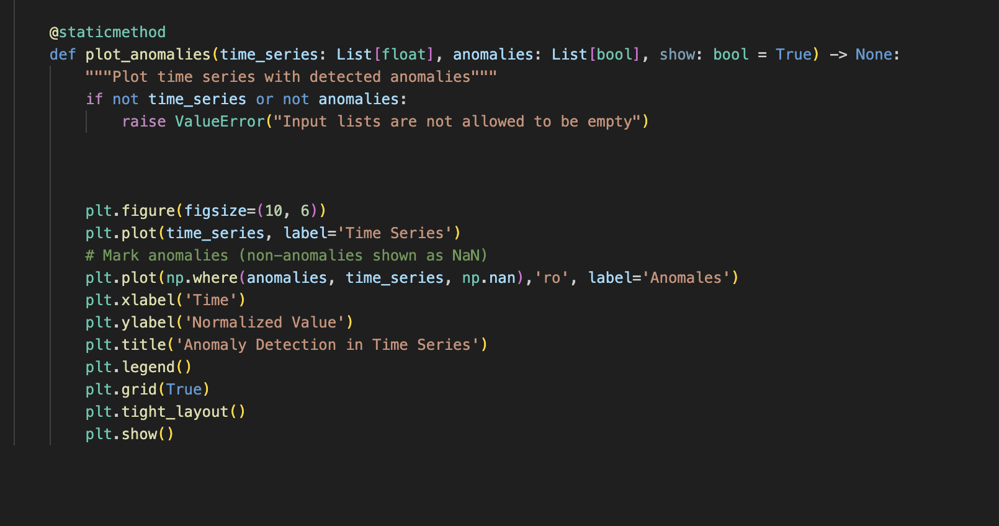 @staticmethod
def plot_anomalies(time_series: List[float], anomalies: List[bool], show: bool = True) -> None:
"""Plot time series with detected anomalies"""
if not time_series or not anomalies:
raise ValueError("Input lists are not allowed to be empty")
plt.figure(figsize=(10, 6))
plt.plot(time_series, label='Time Series')
# Mark anomalies (non-anomalies shown as NaN)
plt.plot(np.where(anomalies, time_series, np.nan),'ro', label='Anomales')
plt.xlabel('Time')
plt.ylabel('Normalized Value')
plt.title('Anomaly Detection in Time Series')
plt.legend()
plt.grid(True)
plt.tight_layout()
plt.show()